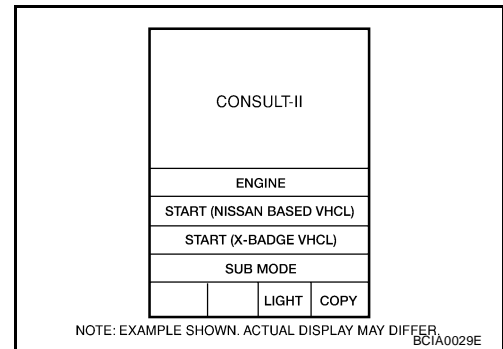 CONSULT-II
ENGINE
START (NISSAN BASED VHCL)
START (X-BADGE VHCL)
SUB MODE
LIGHT COPY
NOTE: EXAMPLE SHOWN. ACTUAL DISPLAY MAY DIFFER.
BCIA0029E